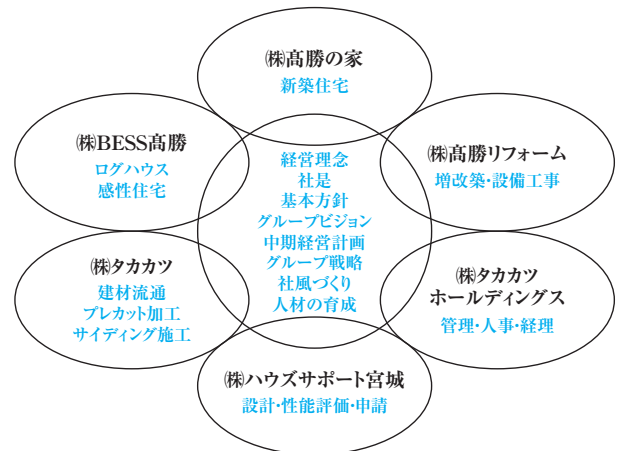 ㈱髙勝の家
新築住宅
㈱BESS髙勝
ログハウス
感性住宅
㈱髙勝リフォーム
増改築・設備工事
経営理念
社是
基本方針
グループビジョン
中期経営計画
グループ戦略
社風づくり
人材の育成
㈱タカカツ
建材流通
プレカット加工
サイディング施工
㈱タカカツ
ホールディングス
管理・人事・経理
㈱ハウズサポート宮城
設計・性能評価・申請